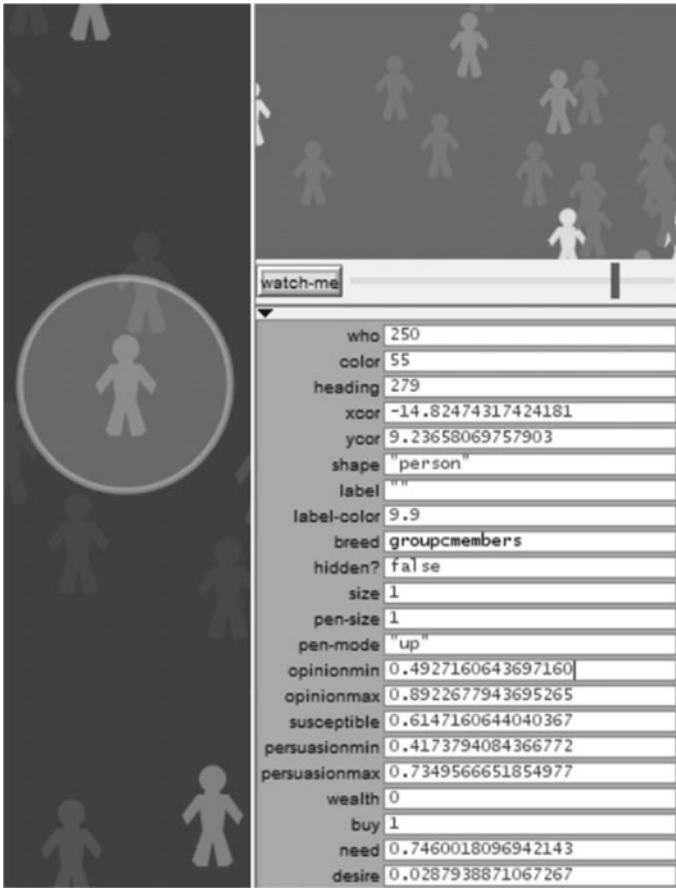 watch-me
who 250
color 55
heading 279
xcor -14.82474317424181
ycor 9.23658069757903
shape "person"
label ""
label-color 9.9
breed groupcmembers
hidden? false
size 1
pen-size 1
pen-mode "up"
opinionmin 0.4927160643697160
opinionmax 0.8922677943695265
susceptible 0.6147160644040367
persuasionmin 0.4173794084366772
persuasionmax 0.7349566651854977
wealth 0
buy 1
need 0.7460018096942143
desire 0.0287938871067267